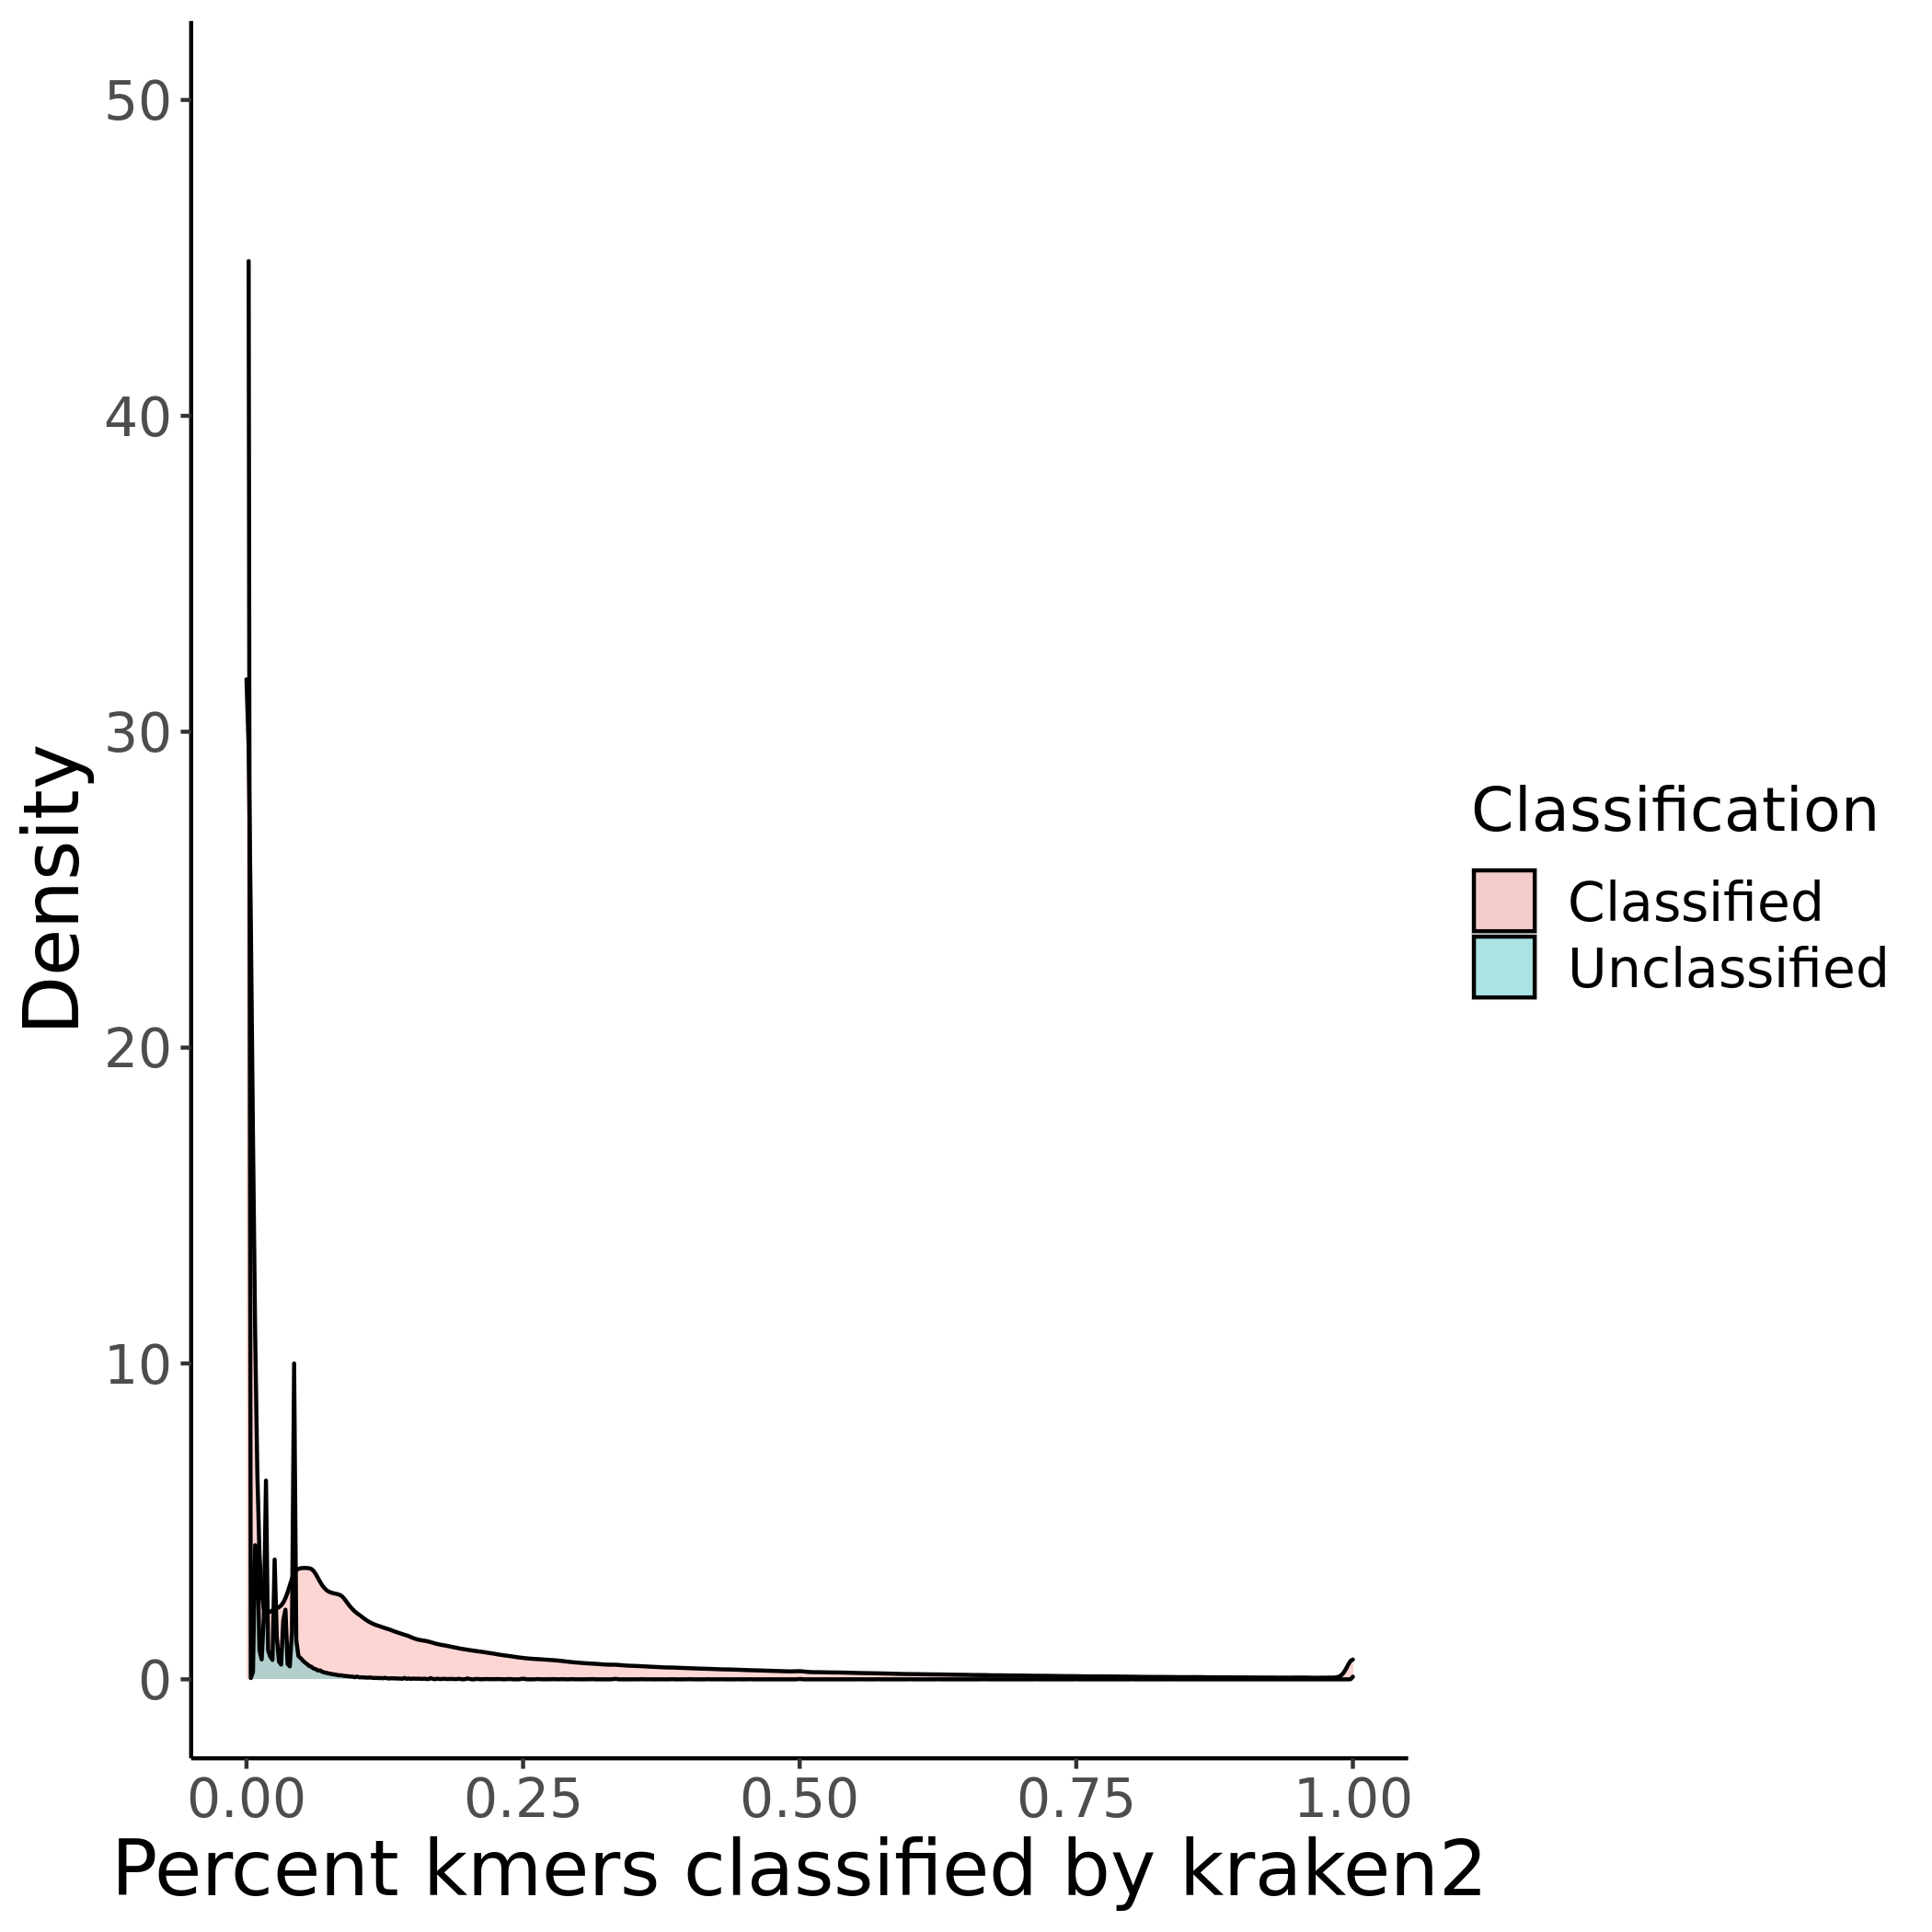 Density
50
40
30
20
10
0
0.00 0.25 0.50 0.75 1.00
Percent kmers classified by kraken2
Classification
Classified
Unclassified